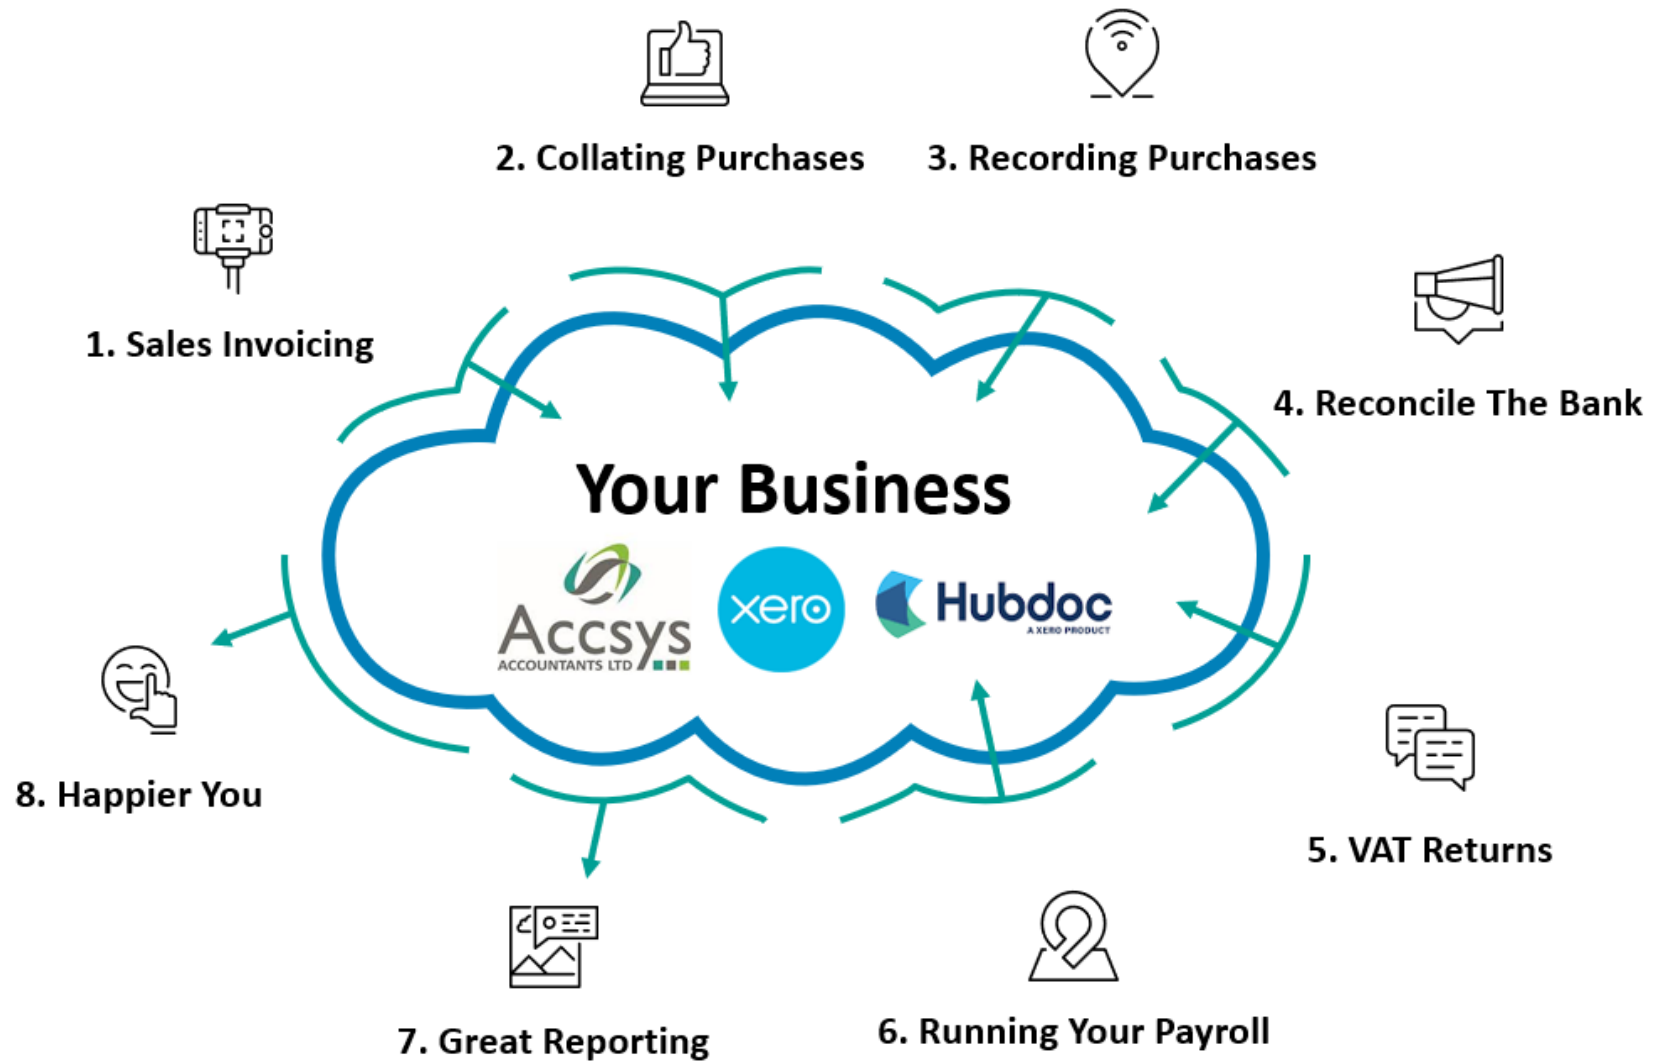 2. Collating Purchases
3. Recording Purchases
1. Sales Invoicing
4. Reconcile The Bank
Your Business
Accsys
ACCOUNTANTS LTD
xero
Hubdoc
A XERO PRODUCT
8. Happier You
5. VAT Returns
7. Great Reporting
6. Running Your Payroll